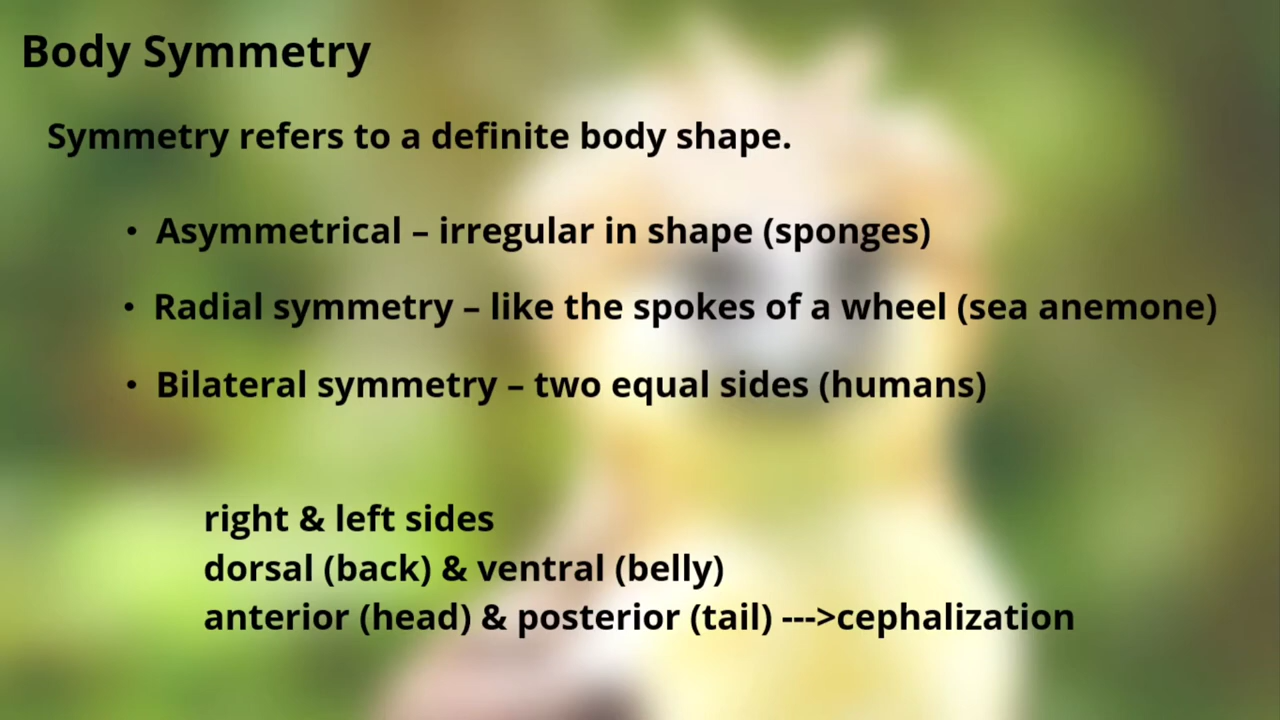 Body Symmetry
Symmetry refers to a definite body shape.
• Asymmetrical – irregular in shape (sponges)
• Radial symmetry – like the spokes of a wheel (sea anemone)
• Bilateral symmetry – two equal sides (humans)
right & left sides
dorsal (back) & ventral (belly)
anterior (head) & posterior (tail) --->cephalization